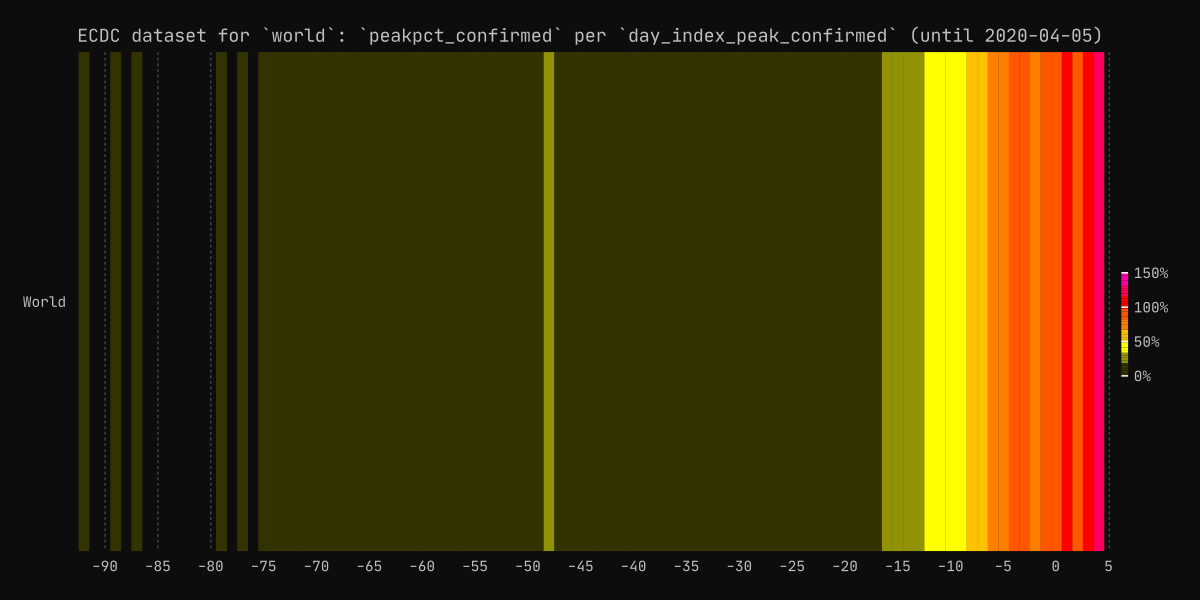 ECDC dataset for `world`: `peakpct_confirmed` per `day_index_peak_confirmed` (until 2020-04-05)
150%
World
100%
50%
0%
-90 -85 -80 -75 -70 -65 -60 -55 -50 -45 -40 -35 -30 -25 -20 -15 -10 -5 0 5